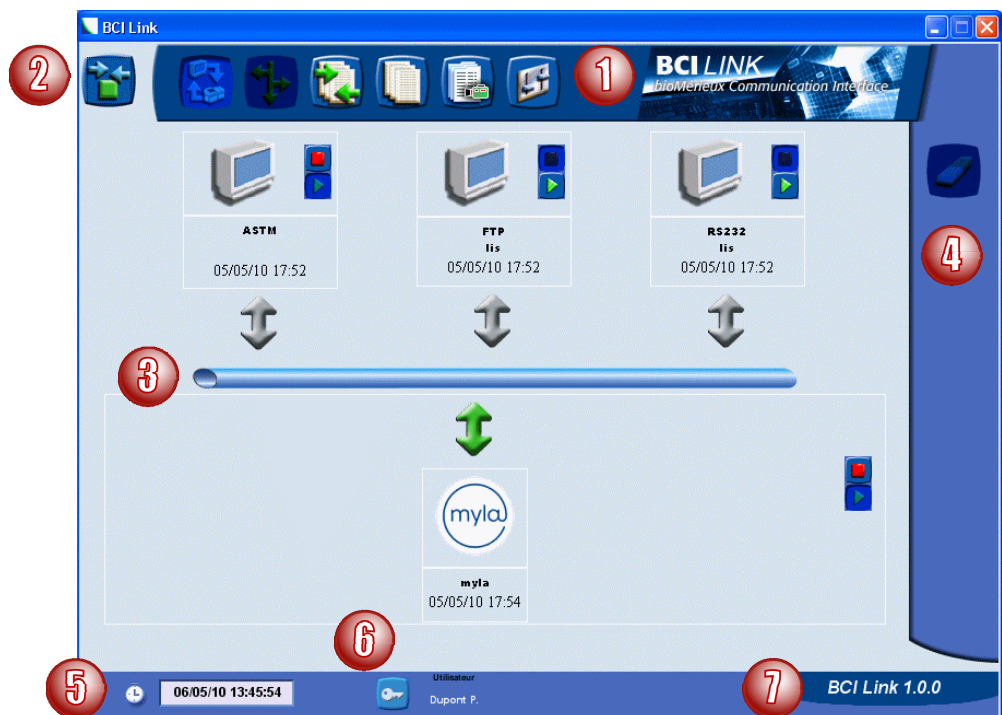 BCI Link
2
1
BCI LINK
bioMérieux Communication Interface
ASTM
05/05/10 17:52
FTP
lis
05/05/10 17:52
RS232
lis
05/05/10 17:52
4
3
myla
myla
05/05/10 17:54
6
5
06/05/10 13:45:54
Utilisateur
Dupont P.
7
BCI Link 1.0.0